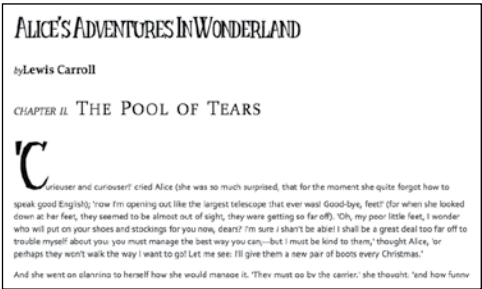 ALICE'S ADVENTURES IN WONDERLAND
by Lewis Carroll
CHAPTER II. THE POOL OF TEARS
'Curiouser and curiouser!' cried Alice (she was so much surprised, that for the moment she quite forgot how to
speak good English); 'now I'm opening out like the largest telescope that ever was! Good-bye, feet!' (for when she looked
down at her feet, they seemed to be almost out of sight, they were getting so far off). 'Oh, my poor little feet, I wonder
who will put on your shoes and stockings for you now, dears? I'm sure I shan't be able! I shall be a great deal too far off to
trouble myself about you: you must manage the best way you can;—but I must be kind to them,' thought Alice, 'or
perhaps they won't walk the way I want to go! Let me see: I'll give them a new pair of boots every Christmas.'
And she went on planning to herself how she would manage it. 'They must go by the carrier,' she thought; 'and how funny